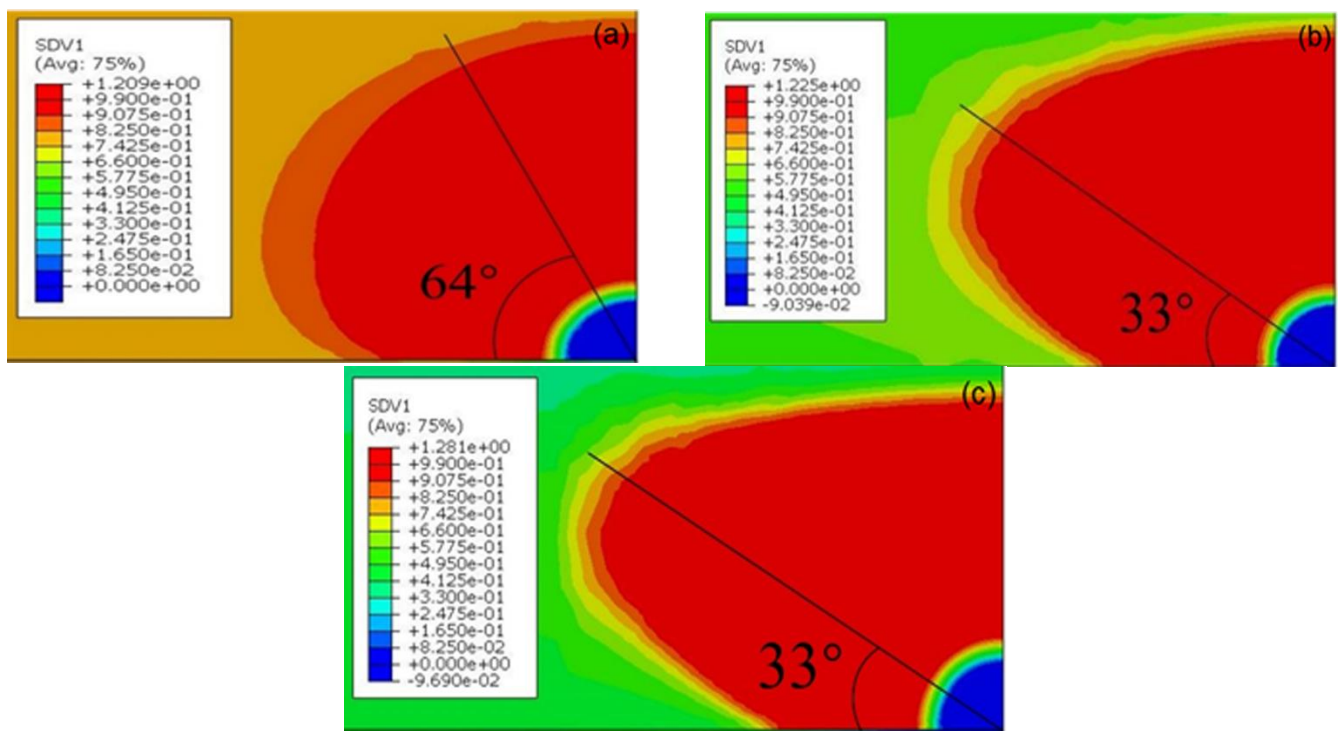 (a)
SDV1
(Avg: 75%)
+1.209e+00
+9.900e-01
+9.075e-01
+8.250e-01
+7.425e-01
+6.600e-01
+5.775e-01
+4.950e-01
+4.125e-01
+3.300e-01
+2.475e-01
+1.650e-01
+8.250e-02
+0.000e+00
64°
(b)
SDV1
(Avg: 75%)
+1.225e+00
+9.900e-01
+9.075e-01
+8.250e-01
+7.425e-01
+6.600e-01
+5.775e-01
+4.950e-01
+4.125e-01
+3.300e-01
+2.475e-01
+1.650e-01
+8.250e-02
+0.000e+00
-9.039e-02
33°
(c)
SDV1
(Avg: 75%)
+1.281e+00
+9.900e-01
+9.075e-01
+8.250e-01
+7.425e-01
+6.600e-01
+5.775e-01
+4.950e-01
+4.125e-01
+3.300e-01
+2.475e-01
+1.650e-01
+8.250e-02
+0.000e+00
-9.690e-02
33°